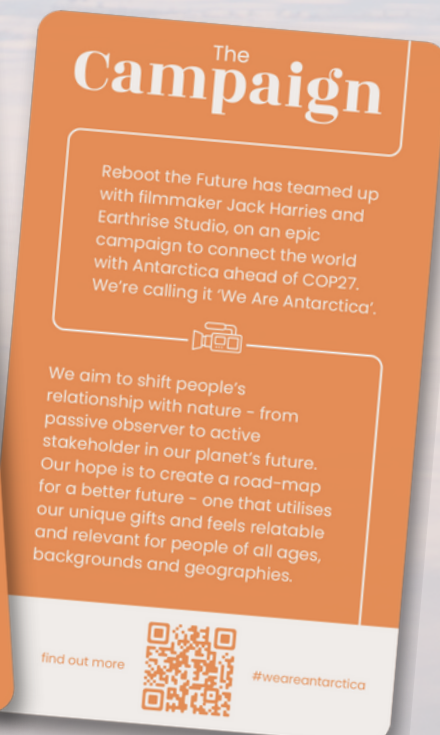 The
Campaign
Reboot the Future has teamed up
with filmmaker Jack Harries and
Earthrise Studio, on an epic
campaign to connect the world
with Antarctica ahead of COP27.
We're calling it ‘We Are Antarctica’.
We aim to shift people's
relationship with nature - from
passive observer to active
stakeholder in our planet's future.
Our hope is to create a road-map
for a better future - one that utilises
our unique gifts and feels relatable
and relevant for people of all ages,
backgrounds and geographies.
find out more
#weareantarctica